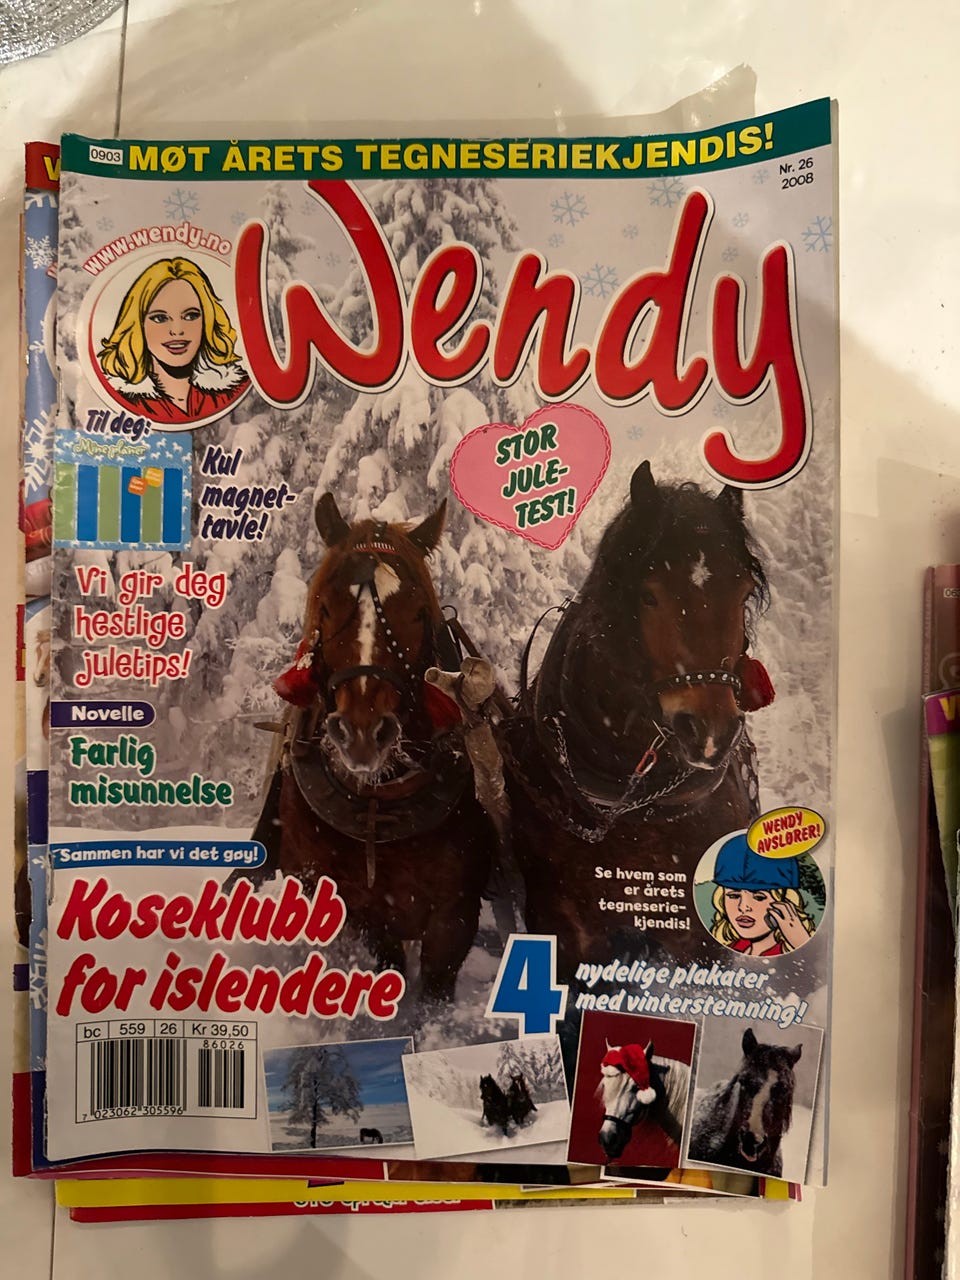 0903 MØT ÅRETS TEGNESERIEKJENDIS!
Nr. 26
2008
www.wendy.no
Wendy
Til deg:
Mine planer
Kul
magnet-
tavle!
STOR
JULE-
TEST!
Vi gir deg
hestlige
juletips!
Novelle
Farlig
misunnelse
Sammen har vi det gøy!
Koseklubb
for islendere
WENDY
AVSLØRER!
Se hvem som
er årets
tegneserie-
kjendis!
4 nydelige plakater
med vinterstemning!
bc 559 26 Kr 39,50
86026
7 023062 305596